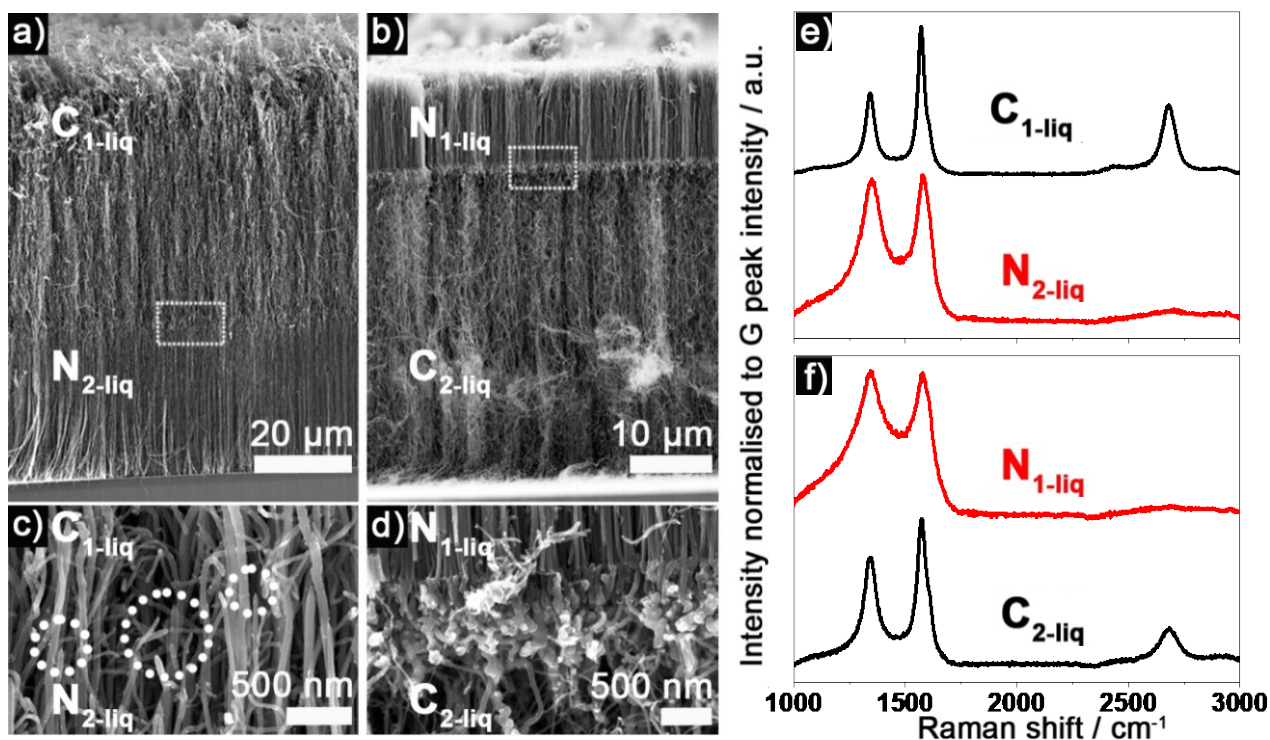 a)
C1-liq
N2-liq
20 µm
b)
N1-liq
C2-liq
10 µm
c)
C1-liq
N2-liq
500 nm
d)
N1-liq
C2-liq
500 nm
Intensity normalised to G peak intensity / a.u.
e)
C1-liq
N2-liq
f)
N1-liq
C2-liq
1000 1500 2000 2500 3000
Raman shift / cm-1